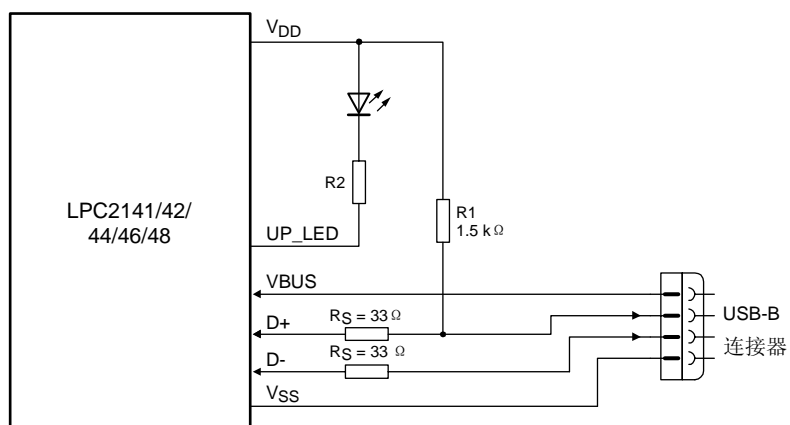 VDD
R2
LPC2141/42/
44/46/48
R1
1.5 kΩ
UP_LED
VBUS
RS = 33Ω
USB-B
D+
RS = 33 Ω
连接器
D-
VSS